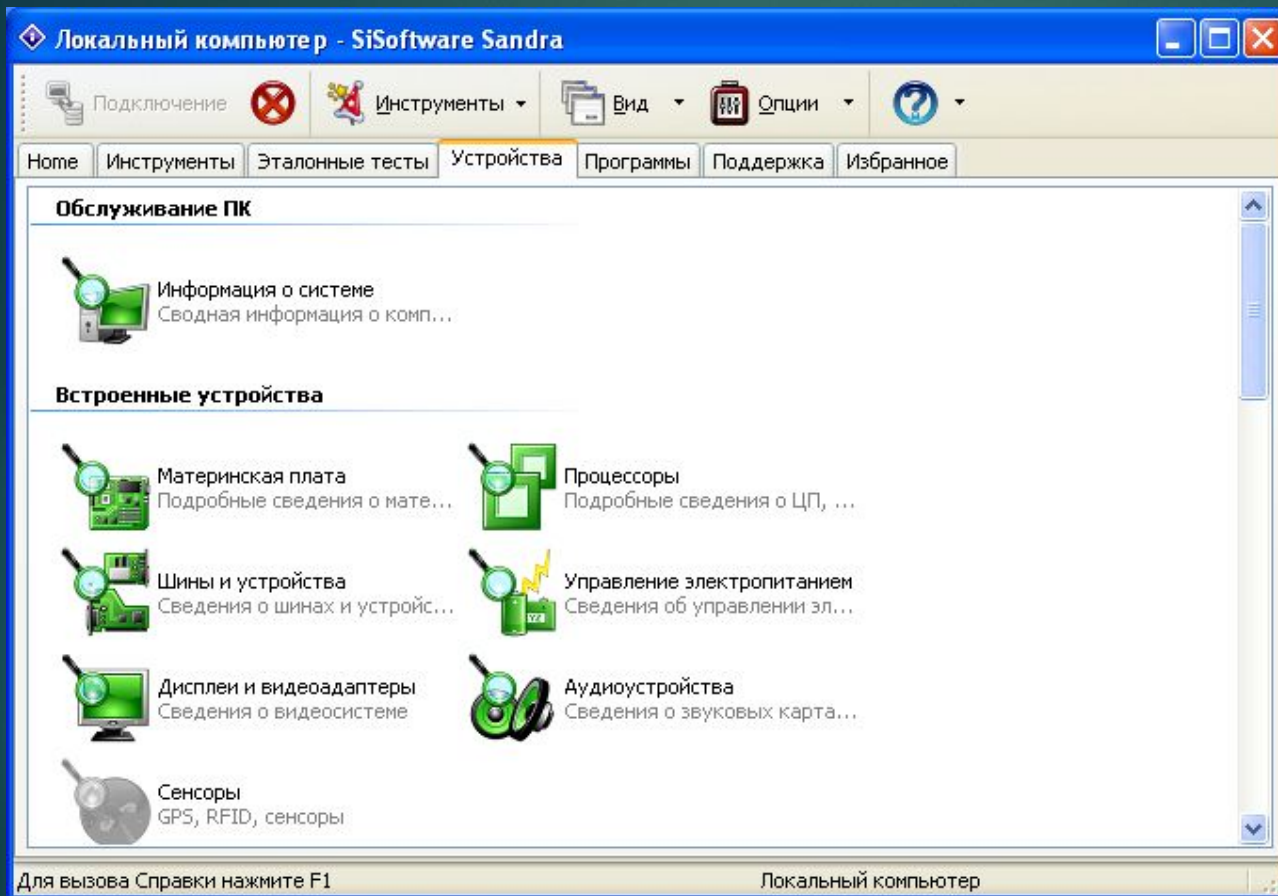 Локальный компьютер - SiSoftware Sandra
Подключение Инструменты Вид Опции
Home Инструменты Эталонные тесты Устройства Программы Поддержка Избранное
Обслуживание ПК
Информация о системе
Сводная информация о комп...
Встроенные устройства
Материнская плата
Подробные сведения о мате...
Процессоры
Подробные сведения о ЦП, ...
Шины и устройства
Сведения о шинах и устройс...
Управление электропитанием
Сведения об управлении эл...
Дисплеи и видеоадаптеры
Сведения о видеосистеме
Аудиоустройства
Сведения о звуковых карта...
Сенсоры
GPS, RFID, сенсоры
Для вызова Справки нажмите F1 Локальный компьютер